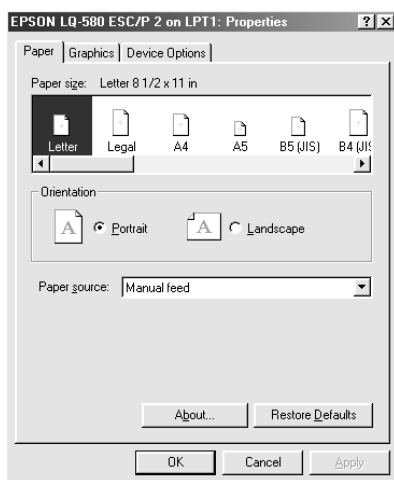 EPSON LQ-580 ESC/P 2 on LPT1: Properties ? x
Paper Graphics Device Options
Paper size: Letter 8 1/2 x 11 in
Letter Legal A4 A5 B5 (JIS) B4 (JIS
Orientation
A Portrait A Landscape
Paper source: Manual feed
About... Restore Defaults
OK Cancel Apply